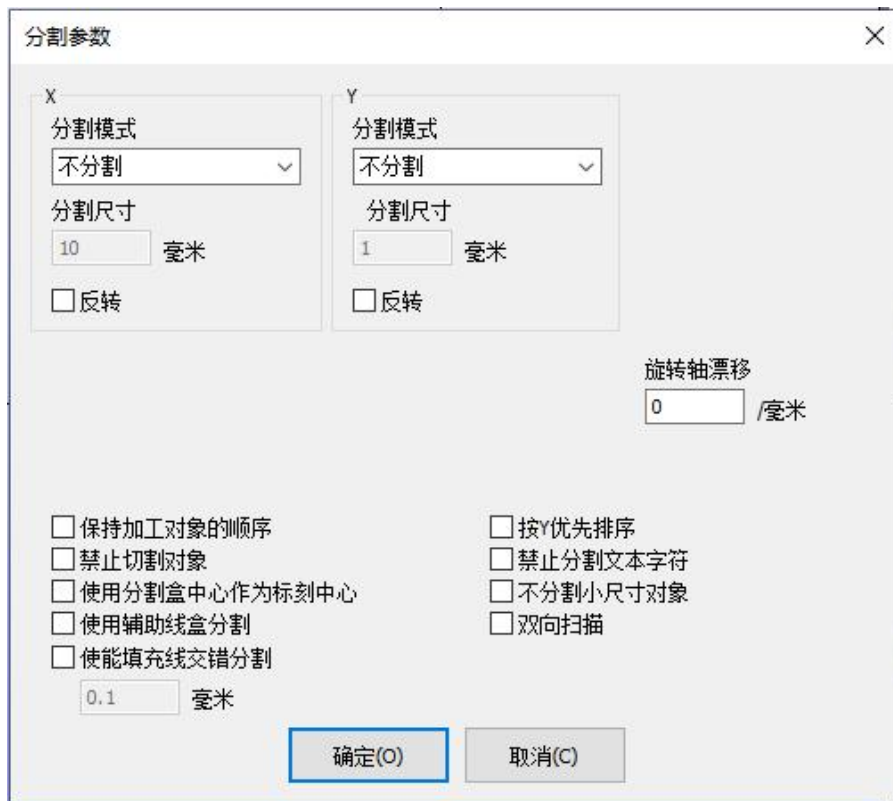 分割参数
X
分割模式
不分割
分割尺寸
10 毫米
反转
Y
分割模式
不分割
分割尺寸
1 毫米
反转
旋转轴漂移
0 /毫米
保持加工对象的顺序
禁止切割对象
使用分割盒中心作为标刻中心
使用辅助线盒分割
使能填充线交错分割
0.1 毫米
按Y优先排序
禁止分割文本字符
不分割小尺寸对象
双向扫描
确定(O)
取消(C)